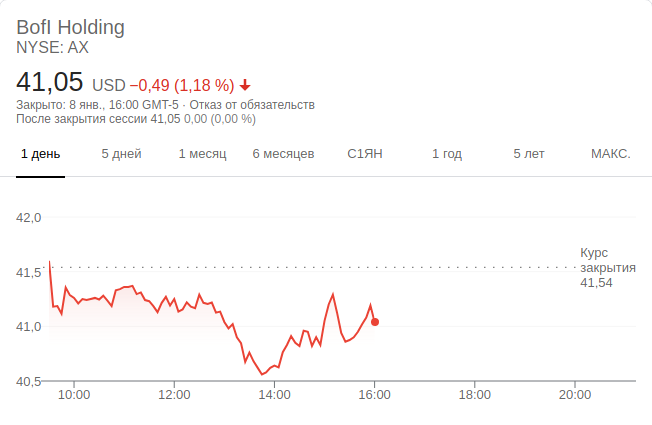 BofI Holding
NYSE: AX
41,05 USD −0,49 (1,18 %)
Закрыто: 8 янв., 16:00 GMT-5 · Отказ от обязательств
После закрытия сессии 41,05 0,00 (0,00 %)
1 день 5 дней 1 месяц 6 месяцев С1ЯН 1 год 5 лет МАКС.
42,0
Курс
закрытия
41,54
41,5
41,0
40,5
10:00 12:00 14:00 16:00 18:00 20:00